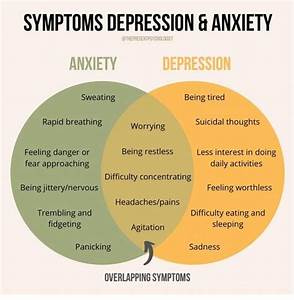 SYMPTOMS DEPRESSION & ANXIETY
@THEPRESENTPSYCHOLOGIST
ANXIETY
DEPRESSION
Sweating
Rapid breathing
Feeling danger or
fear approaching
Being jittery/nervous
Trembling and
fidgeting
Panicking
Worrying
Being restless
Difficulty concentrating
Headaches/pains
Agitation
Being tired
Suicidal thoughts
Less interest in doing
daily activities
Feeling worthless
Difficulty eating and
sleeping
Sadness
OVERLAPPING SYMPTOMS